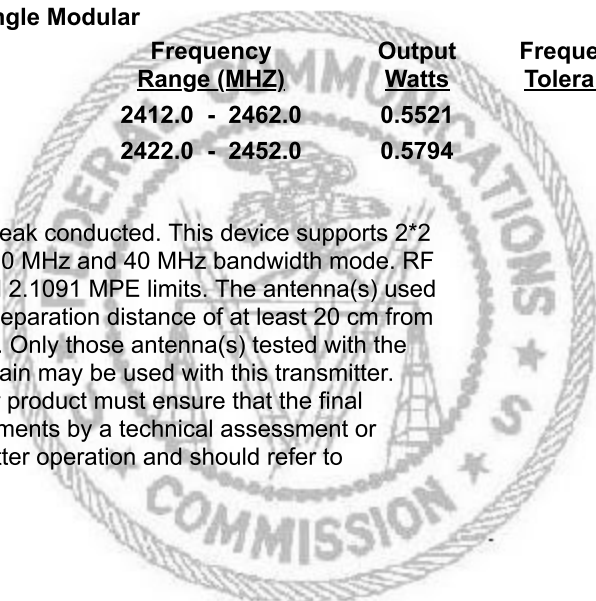 ngle Modular
Frequency Output Freque
Range (MHZ) Watts Tolera
2412.0 - 2462.0 0.5521
2422.0 - 2452.0 0.5794
eak conducted. This device supports 2*2
0 MHz and 40 MHz bandwidth mode. RF
2.1091 MPE limits. The antenna(s) used
eparation distance of at least 20 cm from
. Only those antenna(s) tested with the
ain may be used with this transmitter.
product must ensure that the final
ments by a technical assessment or
tter operation and should refer to
FEDERAL COMMUNICATIONS
COMMISSION